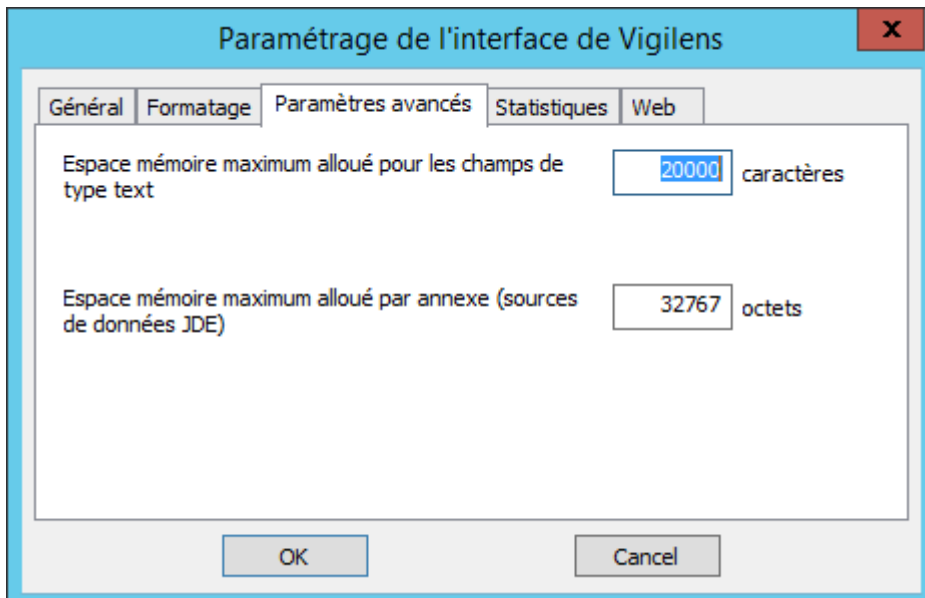 Paramétrage de l'interface de Vigilens
x
Général Formatage Paramètres avancés Statistiques Web
Espace mémoire maximum alloué pour les champs de
type text
20000 caractères
Espace mémoire maximum alloué par annexe (sources
de données JDE)
32767 octets
OK Cancel